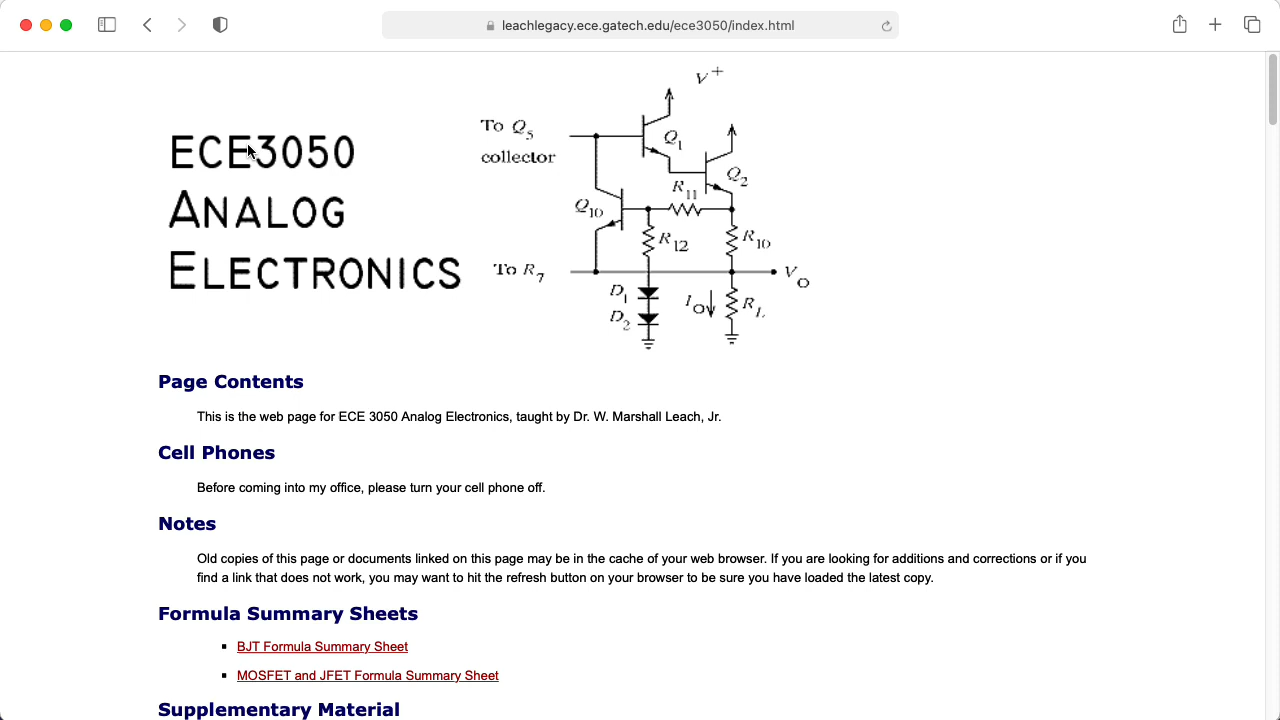 leachlegacy.ece.gatech.edu/ece3050/index.html
ECE3050
ANALOG
ELECTRONICS
V+
To Q5
collector
Q1
Q2
R11
Q10
R12
R10
To R7
VO
D1
IO
RL
D2
Page Contents
This is the web page for ECE 3050 Analog Electronics, taught by Dr. W. Marshall Leach, Jr.
Cell Phones
Before coming into my office, please turn your cell phone off.
Notes
Old copies of this page or documents linked on this page may be in the cache of your web browser. If you are looking for additions and corrections or if you
find a link that does not work, you may want to hit the refresh button on your browser to be sure you have loaded the latest copy.
Formula Summary Sheets
BJT Formula Summary Sheet
MOSFET and JFET Formula Summary Sheet
Supplementary Material